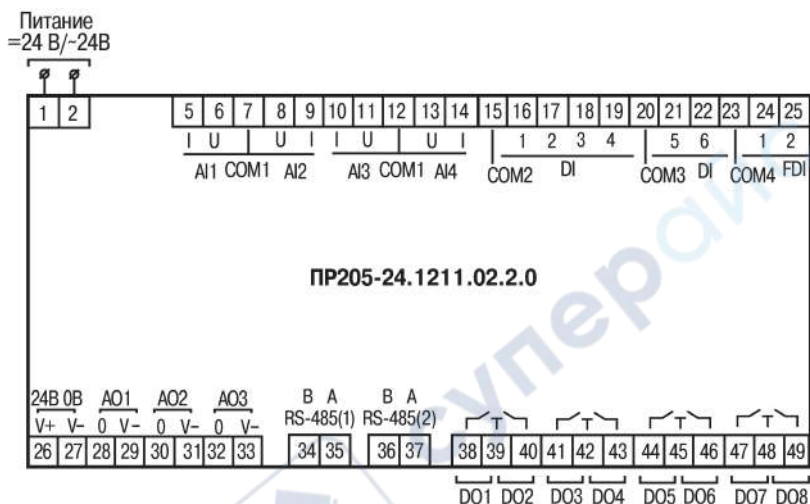 Питание
=24 В/~24В
1 2 5 6 7 8 9 10 11 12 13 14 15 16 17 18 19 20 21 22 23 24 25
I U U I I U U I 1 2 3 4 5 6 1 2
AI1 COM1 AI2 AI3 COM1 AI4 COM2 DI COM3 DI COM4 FDI
ПР205-24.1211.02.2.0
24В 0В AO1 AO2 AO3 B A B A
RS-485(1) RS-485(2)
V+ V- 0 V- 0 V- 0 V-
26 27 28 29 30 31 32 33 34 35 36 37 38 39 40 41 42 43 44 45 46 47 48 49
DO1 DO2 DO3 DO4 DO5 DO6 DO7 DO8
суперайс